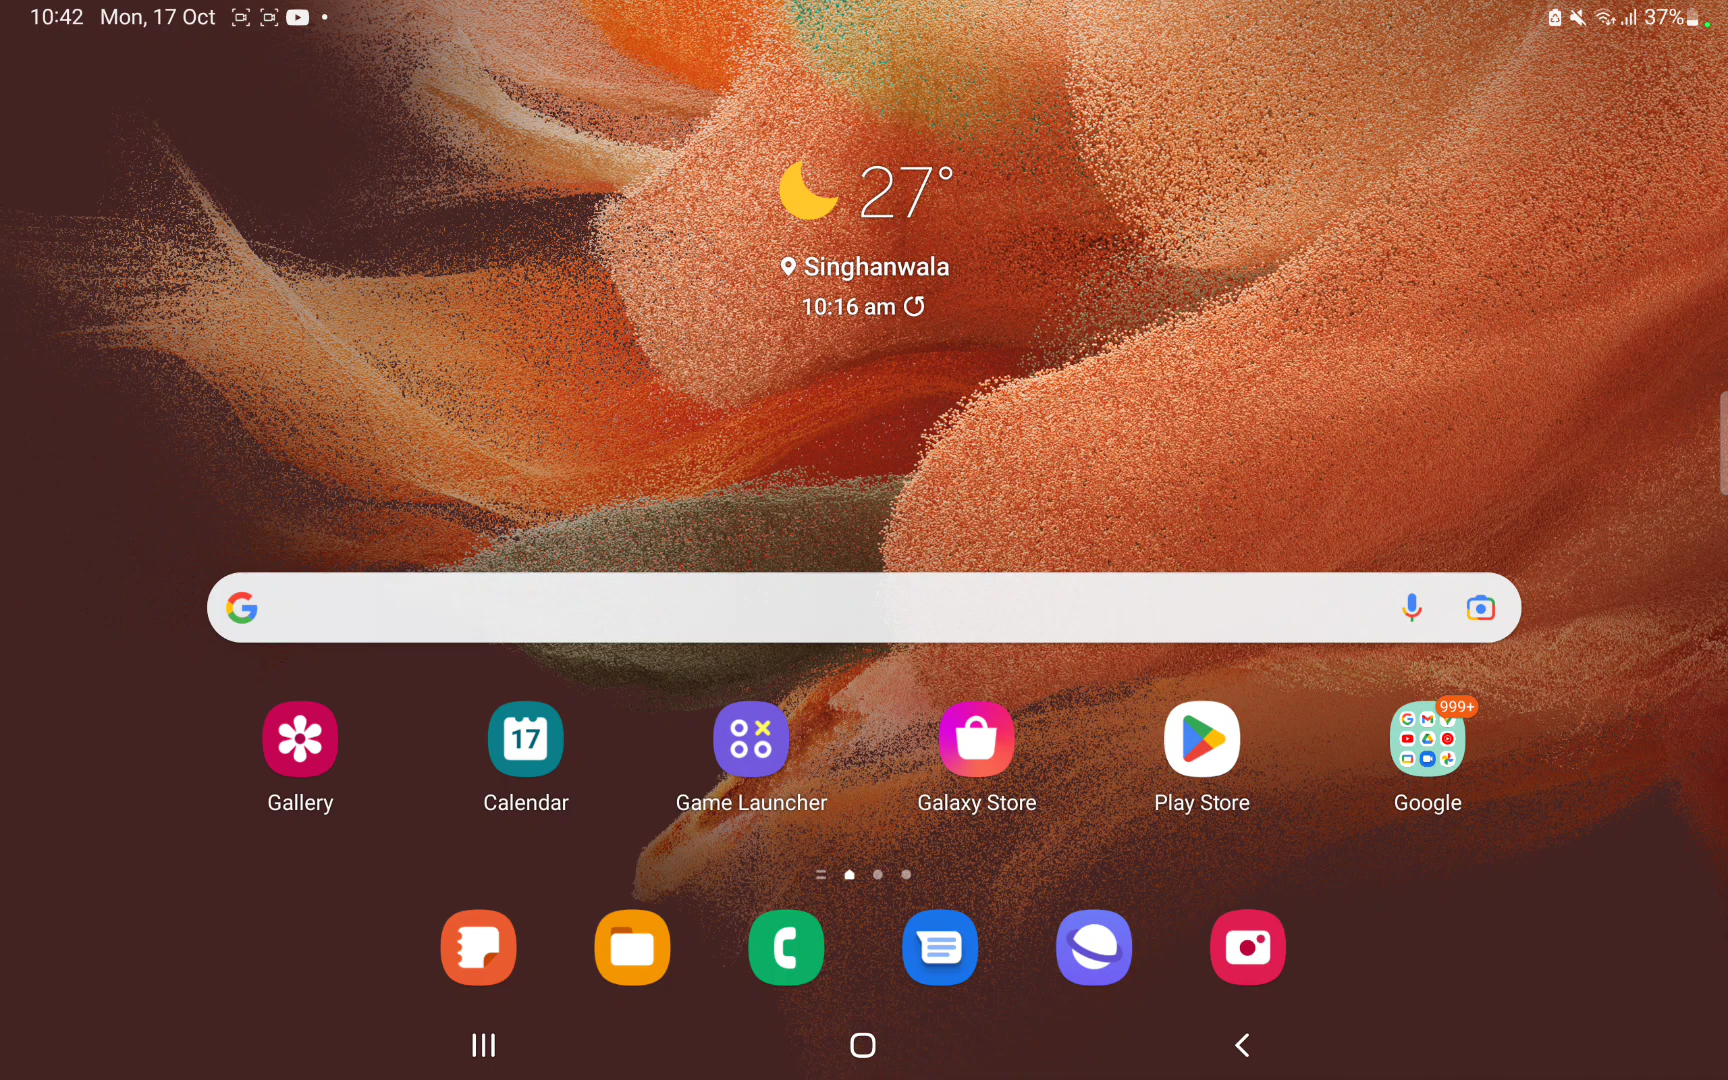 10:42 Mon, 17 Oct
37%
27°
Singhanwala
10:16 am
999+
17
Gallery
Calendar
Game Launcher
Galaxy Store
Play Store
Google